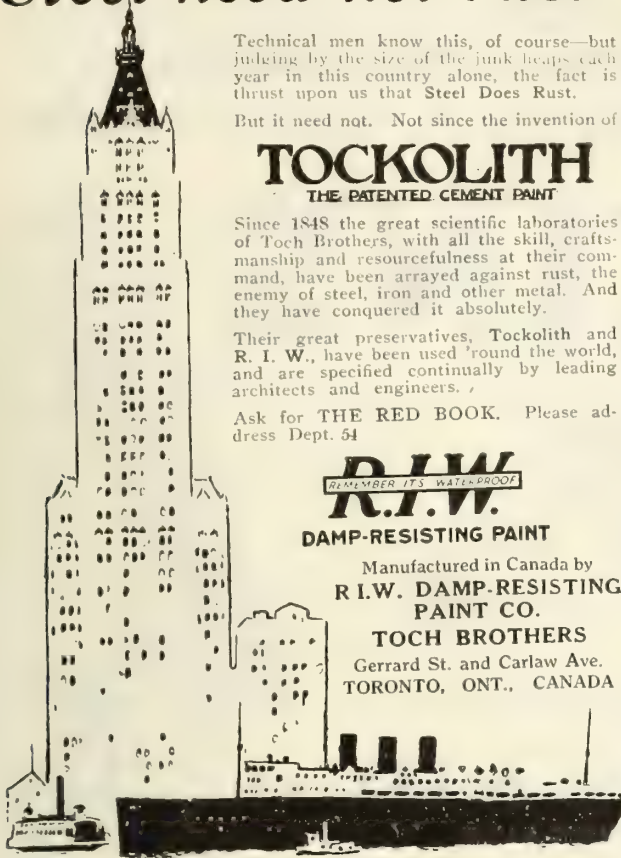 Technical men know this, of course—but
judging by the size of the junk heaps each
year in this country alone, the fact is
thrust upon us that Steel Does Rust.
But it need not. Not since the invention of
TOCKOLITH
THE PATENTED CEMENT PAINT
Since 1848 the great scientific laboratories
of Toch Brothers, with all the skill, crafts-
manship and resourcefulness at their com-
mand, have been arrayed against rust, the
enemy of steel, iron and other metal. And
they have conquered it absolutely.
Their great preservatives, Tockolith and
R. I. W., have been used 'round the world,
and are specified continually by leading
architects and engineers.
Ask for THE RED BOOK. Please ad-
dress Dept. 54
R.I.W.
REMEMBER ITS WATERPROOF
DAMP-RESISTING PAINT
Manufactured in Canada by
R I.W. DAMP-RESISTING
PAINT CO.
TOCH BROTHERS
Gerrard St. and Carlaw Ave.
TORONTO, ONT., CANADA